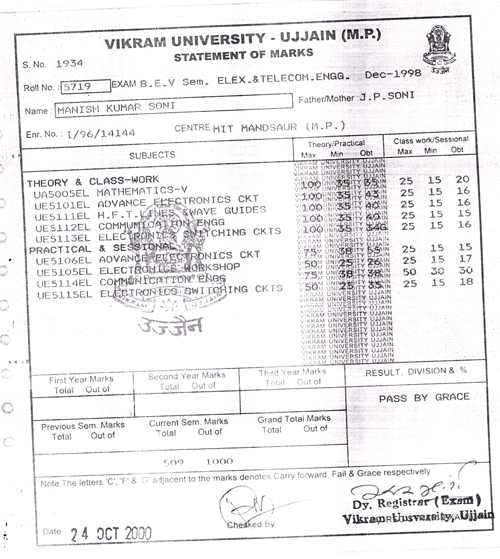 VIKRAM UNIVERSITY - UJJAIN (M.P.)
STATEMENT OF MARKS
S. No. 1934
Roll No. : 5719 EXAM B.E.V Sem. ELEX.&TELECOM.ENGG. Dec-1998
Name : MANISH KUMAR SONI Father/Mother J.P.SONI
Enr. No. : I/96/14144 CENTRE MIT MANDSAUR (M.P.)
SUBJECTS Theory/Practical Class work/Sessional
Max Min Obt Max Min Obt
THEORY & CLASS-WORK
UA5005EL MATHEMATICS-V 100 35 35 25 15 20
UE5101EL ADVANCE ELECTRONICS CKT 100 35 43 25 15 16
UE5111EL H.F.T. LINES &WAVE GUIDES 100 35 40 25 15 16
UE5112EL COMMUNICATION ENGG 100 35 40 25 15 15
UE5113EL ELECTRONICS SWITCHING CKTS 100 35 34G 25 15 16
PRACTICAL & SESSIONAL
UE5106EL ADVANCE ELECTRONICS CKT 75 38 53 25 15 15
UE5105EL ELECTRONICS WORKSHOP 50 25 26 25 15 17
UE5114EL COMMUNICATION ENGG 75 38 38 50 30 30
UE5115EL ELECTRONICS SWITCHING CKTS 50 25 33 25 15 18
उज्जैन
First Year Marks Second Year Marks Third Year Marks RESULT. DIVISION & %
Total Out of Total Out of Total Out of
PASS BY GRACE
Previous Sem. Marks Current Sem. Marks Grand Total Marks
Total Out of Total Out of Total Out of
509 1000
Note The letters 'C', 'F' & 'G' adjacent to the marks denotes Carry forward, Fail & Grace respectively
Checked By
Dy. Registrar (Exam)
Vikram University, Ujjain
Date 24 OCT 2000